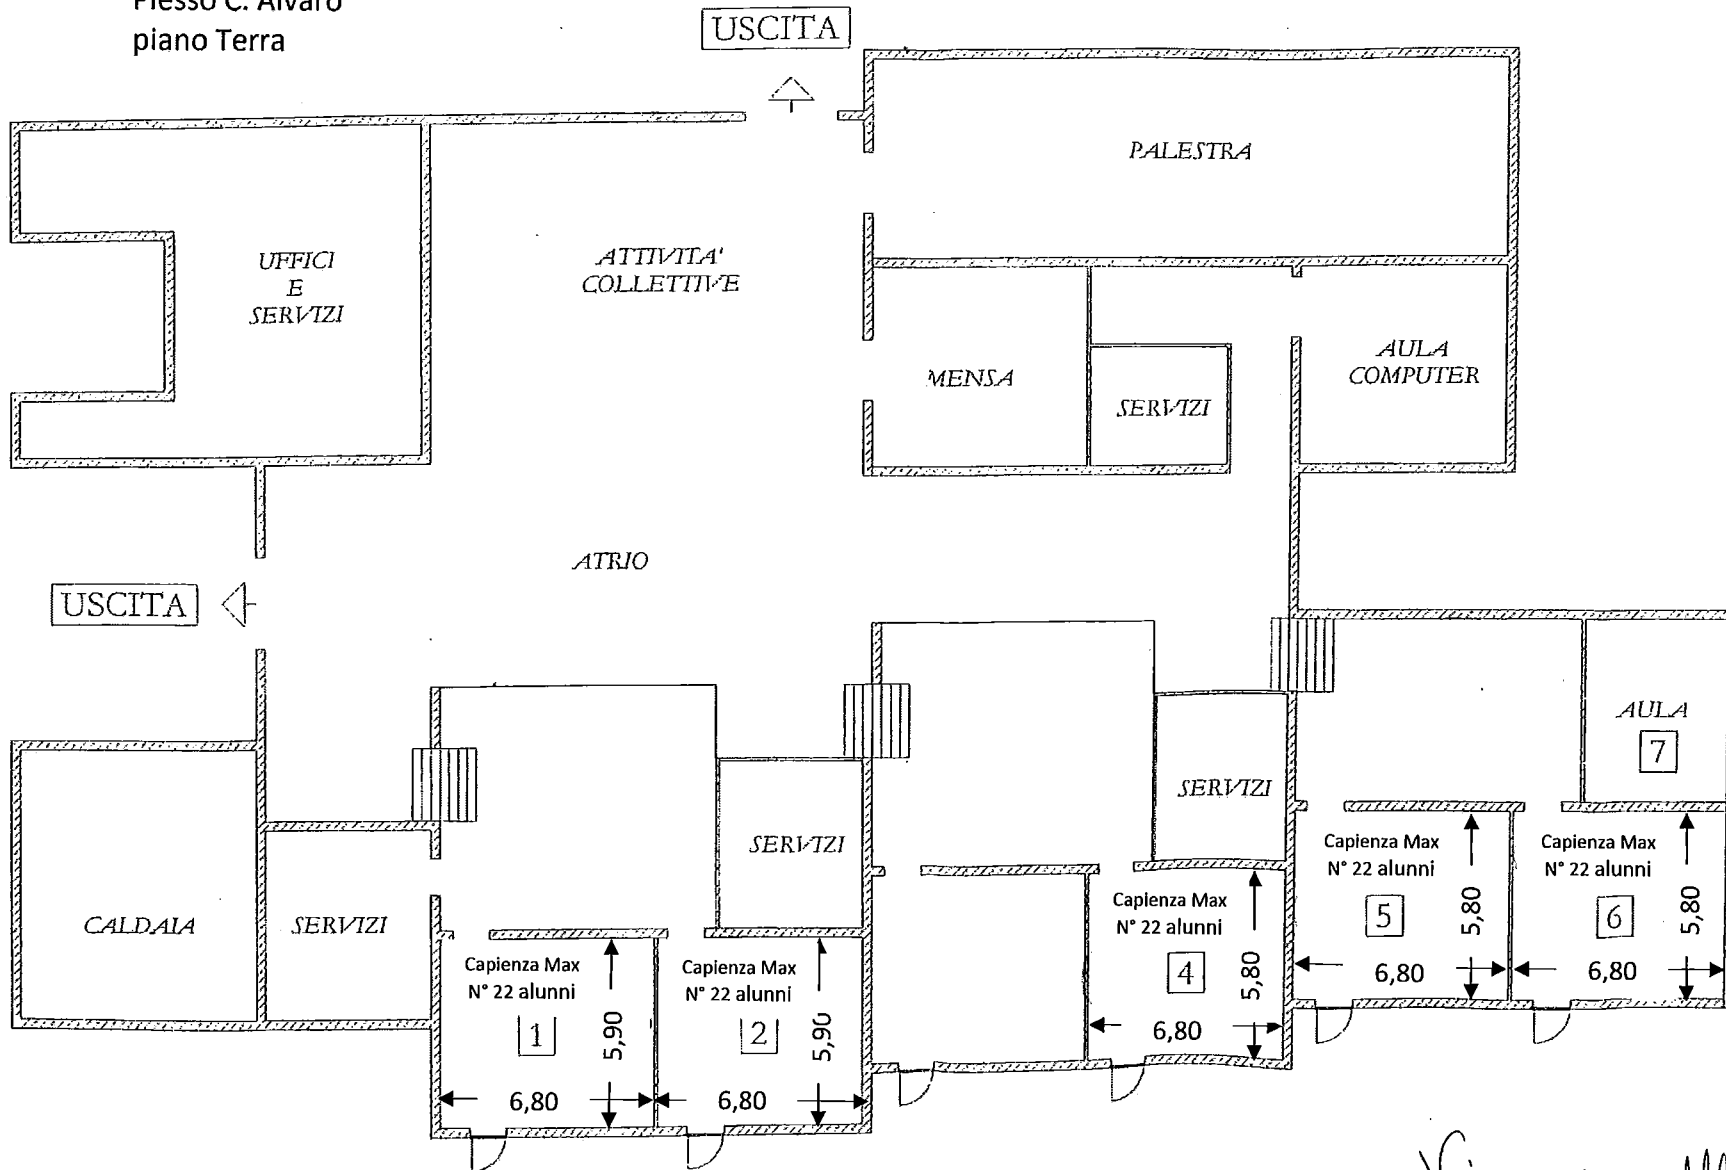 Plesso C. Alvaro
piano Terra
USCITA
PALESTRA
UFFICI
E
SERVIZI
ATTIVITA'
COLLETTIVE
MENSA
SERVIZI
AULA
COMPUTER
ATRIO
USCITA
AULA
7
SERVIZI
SERVIZI
CALDAIA
SERVIZI
Capienza Max
N° 22 alunni
1
5,90
6,80
Capienza Max
N° 22 alunni
2
5,90
6,80
Capienza Max
N° 22 alunni
4
5,80
6,80
Capienza Max
N° 22 alunni
5
5,80
6,80
Capienza Max
N° 22 alunni
6
5,80
6,80